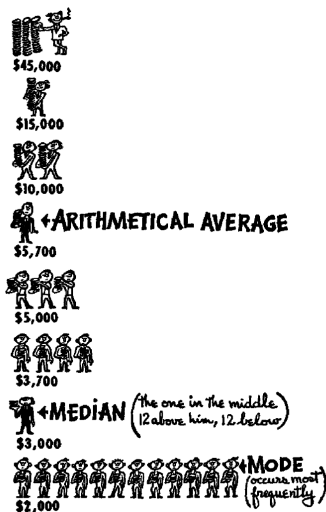 $45,000
$15,000
$10,000
←ARITHMETICAL AVERAGE
$5,700
$5,000
$3,700
←MEDIAN (the one in the middle
12 above him, 12 below)
$3,000
←MODE
(occurs most
frequently)
$2,000